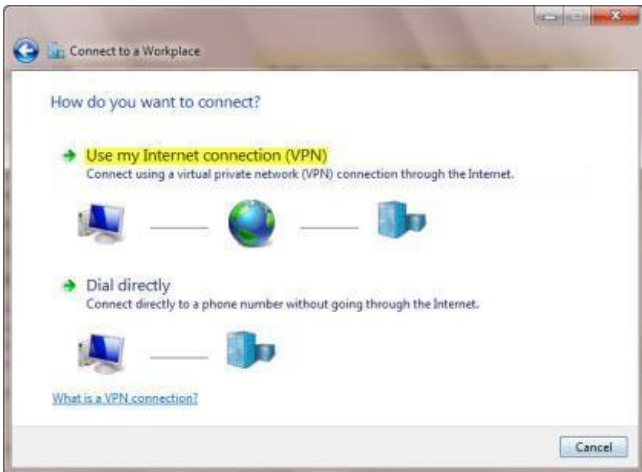 Connect to a Workplace
How do you want to connect?
Use my Internet connection (VPN)
Connect using a virtual private network (VPN) connection through the Internet.
Dial directly
Connect directly to a phone number without going through the Internet.
What is a VPN connection?
Cancel